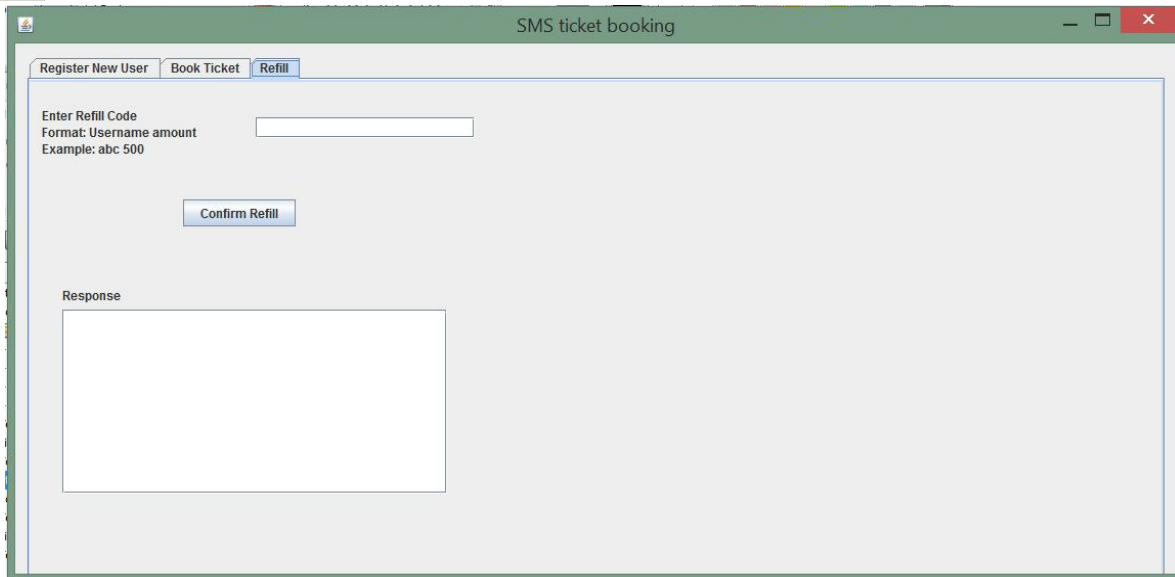 SMS ticket booking
Register New User Book Ticket Refill
Enter Refill Code
Format: Username amount
Example: abc 500
Confirm Refill
Response